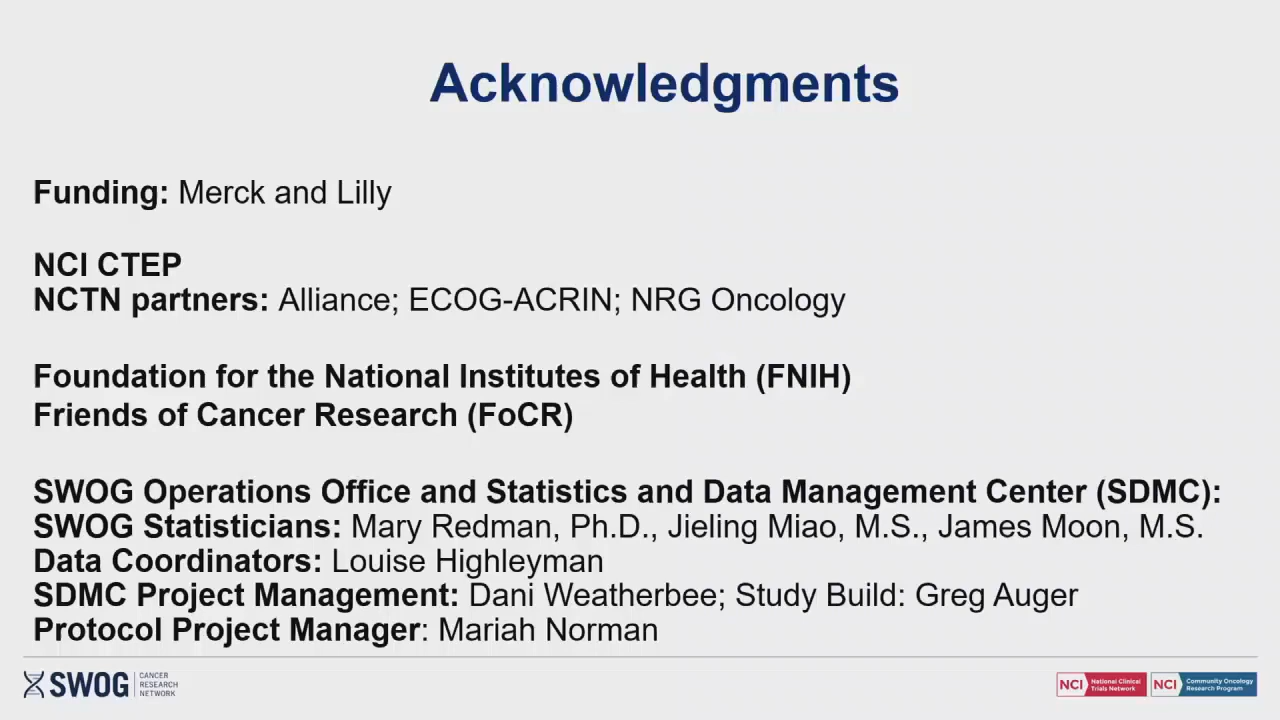 Acknowledgments
Funding: Merck and Lilly
NCI CTEP
NCTN partners: Alliance; ECOG-ACRIN; NRG Oncology
Foundation for the National Institutes of Health (FNIH)
Friends of Cancer Research (FoCR)
SWOG Operations Office and Statistics and Data Management Center (SDMC):
SWOG Statisticians: Mary Redman, Ph.D., Jieling Miao, M.S., James Moon, M.S.
Data Coordinators: Louise Highleyman
SDMC Project Management: Dani Weatherbee; Study Build: Greg Auger
Protocol Project Manager: Mariah Norman
SWOG
CANCER
RESEARCH
NETWORK
NCI
National Clinical
Trials Network
NCI
Community Oncology
Research Program